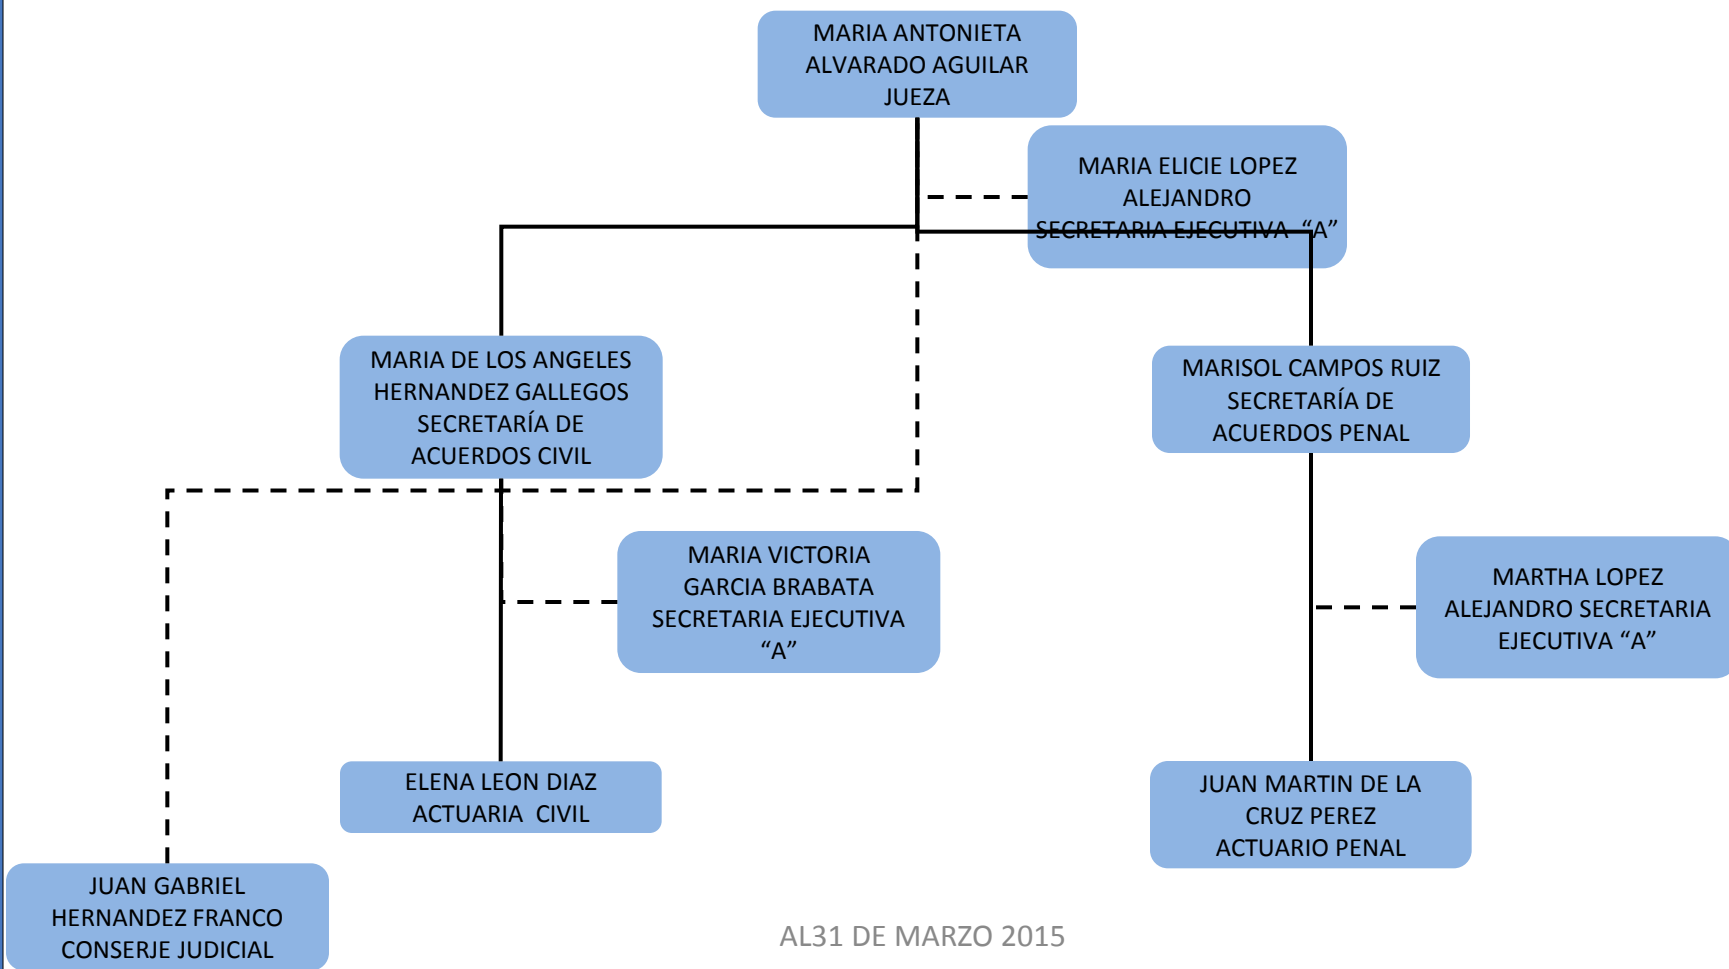 MARIA ANTONIETA
ALVARADO AGUILAR
JUEZA
MARIA ELICIE LOPEZ
ALEJANDRO
SECRETARIA EJECUTIVA “A”
MARIA DE LOS ANGELES
HERNANDEZ GALLEGOS
SECRETARÍA DE
ACUERDOS CIVIL
MARISOL CAMPOS RUIZ
SECRETARÍA DE
ACUERDOS PENAL
MARIA VICTORIA
GARCIA BRABATA
SECRETARIA EJECUTIVA
“A”
MARTHA LOPEZ
ALEJANDRO SECRETARIA
EJECUTIVA “A”
ELENA LEON DIAZ
ACTUARIA  CIVIL
JUAN MARTIN DE LA
CRUZ PEREZ
ACTUARIO PENAL
JUAN GABRIEL
HERNANDEZ FRANCO
CONSERJE JUDICIAL
AL31 DE MARZO 2015